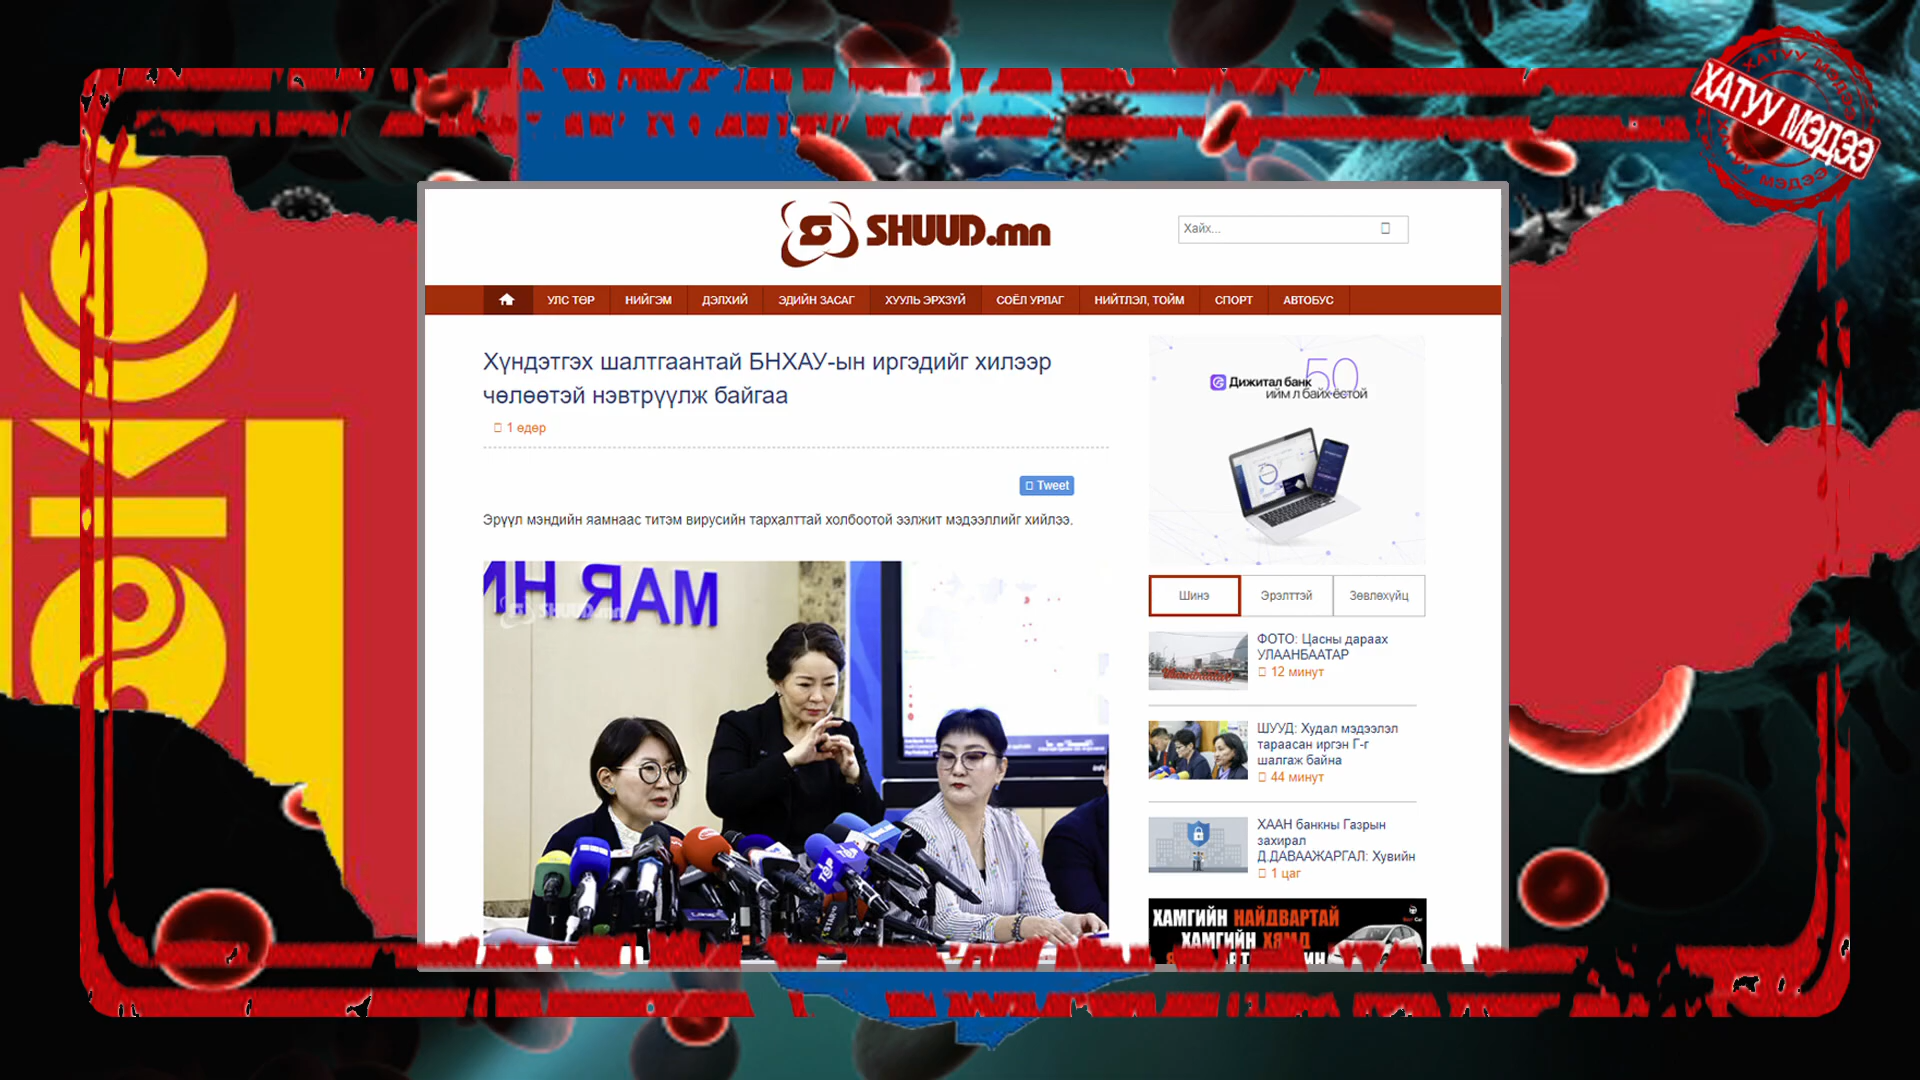 ХАТУУ МЭДЭЭ
SHUUD.mn
Хайх...
УЛС ТӨР
НИЙГЭМ
ДЭЛХИЙ
ЭДИЙН ЗАСАГ
ХУУЛЬ ЭРХЗҮЙ
СОЁЛ УРЛАГ
НИЙТЛЭЛ, ТОЙМ
СПОРТ
АВТОБУС
Хүндэтгэх шалтгаантай БНХАУ-ын иргэдийг хилээр
чөлөөтэй нэвтрүүлж байгаа
1 өдөр
Tweet
Эрүүл мэндийн яамнаас титэм вирусийн тархалттай холбоотой ээлжит мэдээллийг хийлээ.
ИЙН ЯАМ
SHUUD.mn
Дижитал банк 50
ийм л байх ёстой
Шинэ
Эрэлттэй
Зөвлөхүйц
ФОТО: Цасны дараах
УЛААНБААТАР
12 минут
ШУУД: Худал мэдээлэл
тараасан иргэн Г-г
шалгаж байна
44 минут
ХААН банкны Газрын
захирал
Д.ДАВААЖАРГАЛ: Хувийн
1 цаг
ХАМГИЙН НАЙДВАРТАЙ
ХАМГИЙН ХЯМД